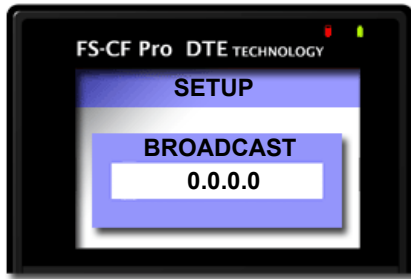 FS-CF Pro DTE TECHNOLOGY
SETUP
BROADCAST
0.0.0.0